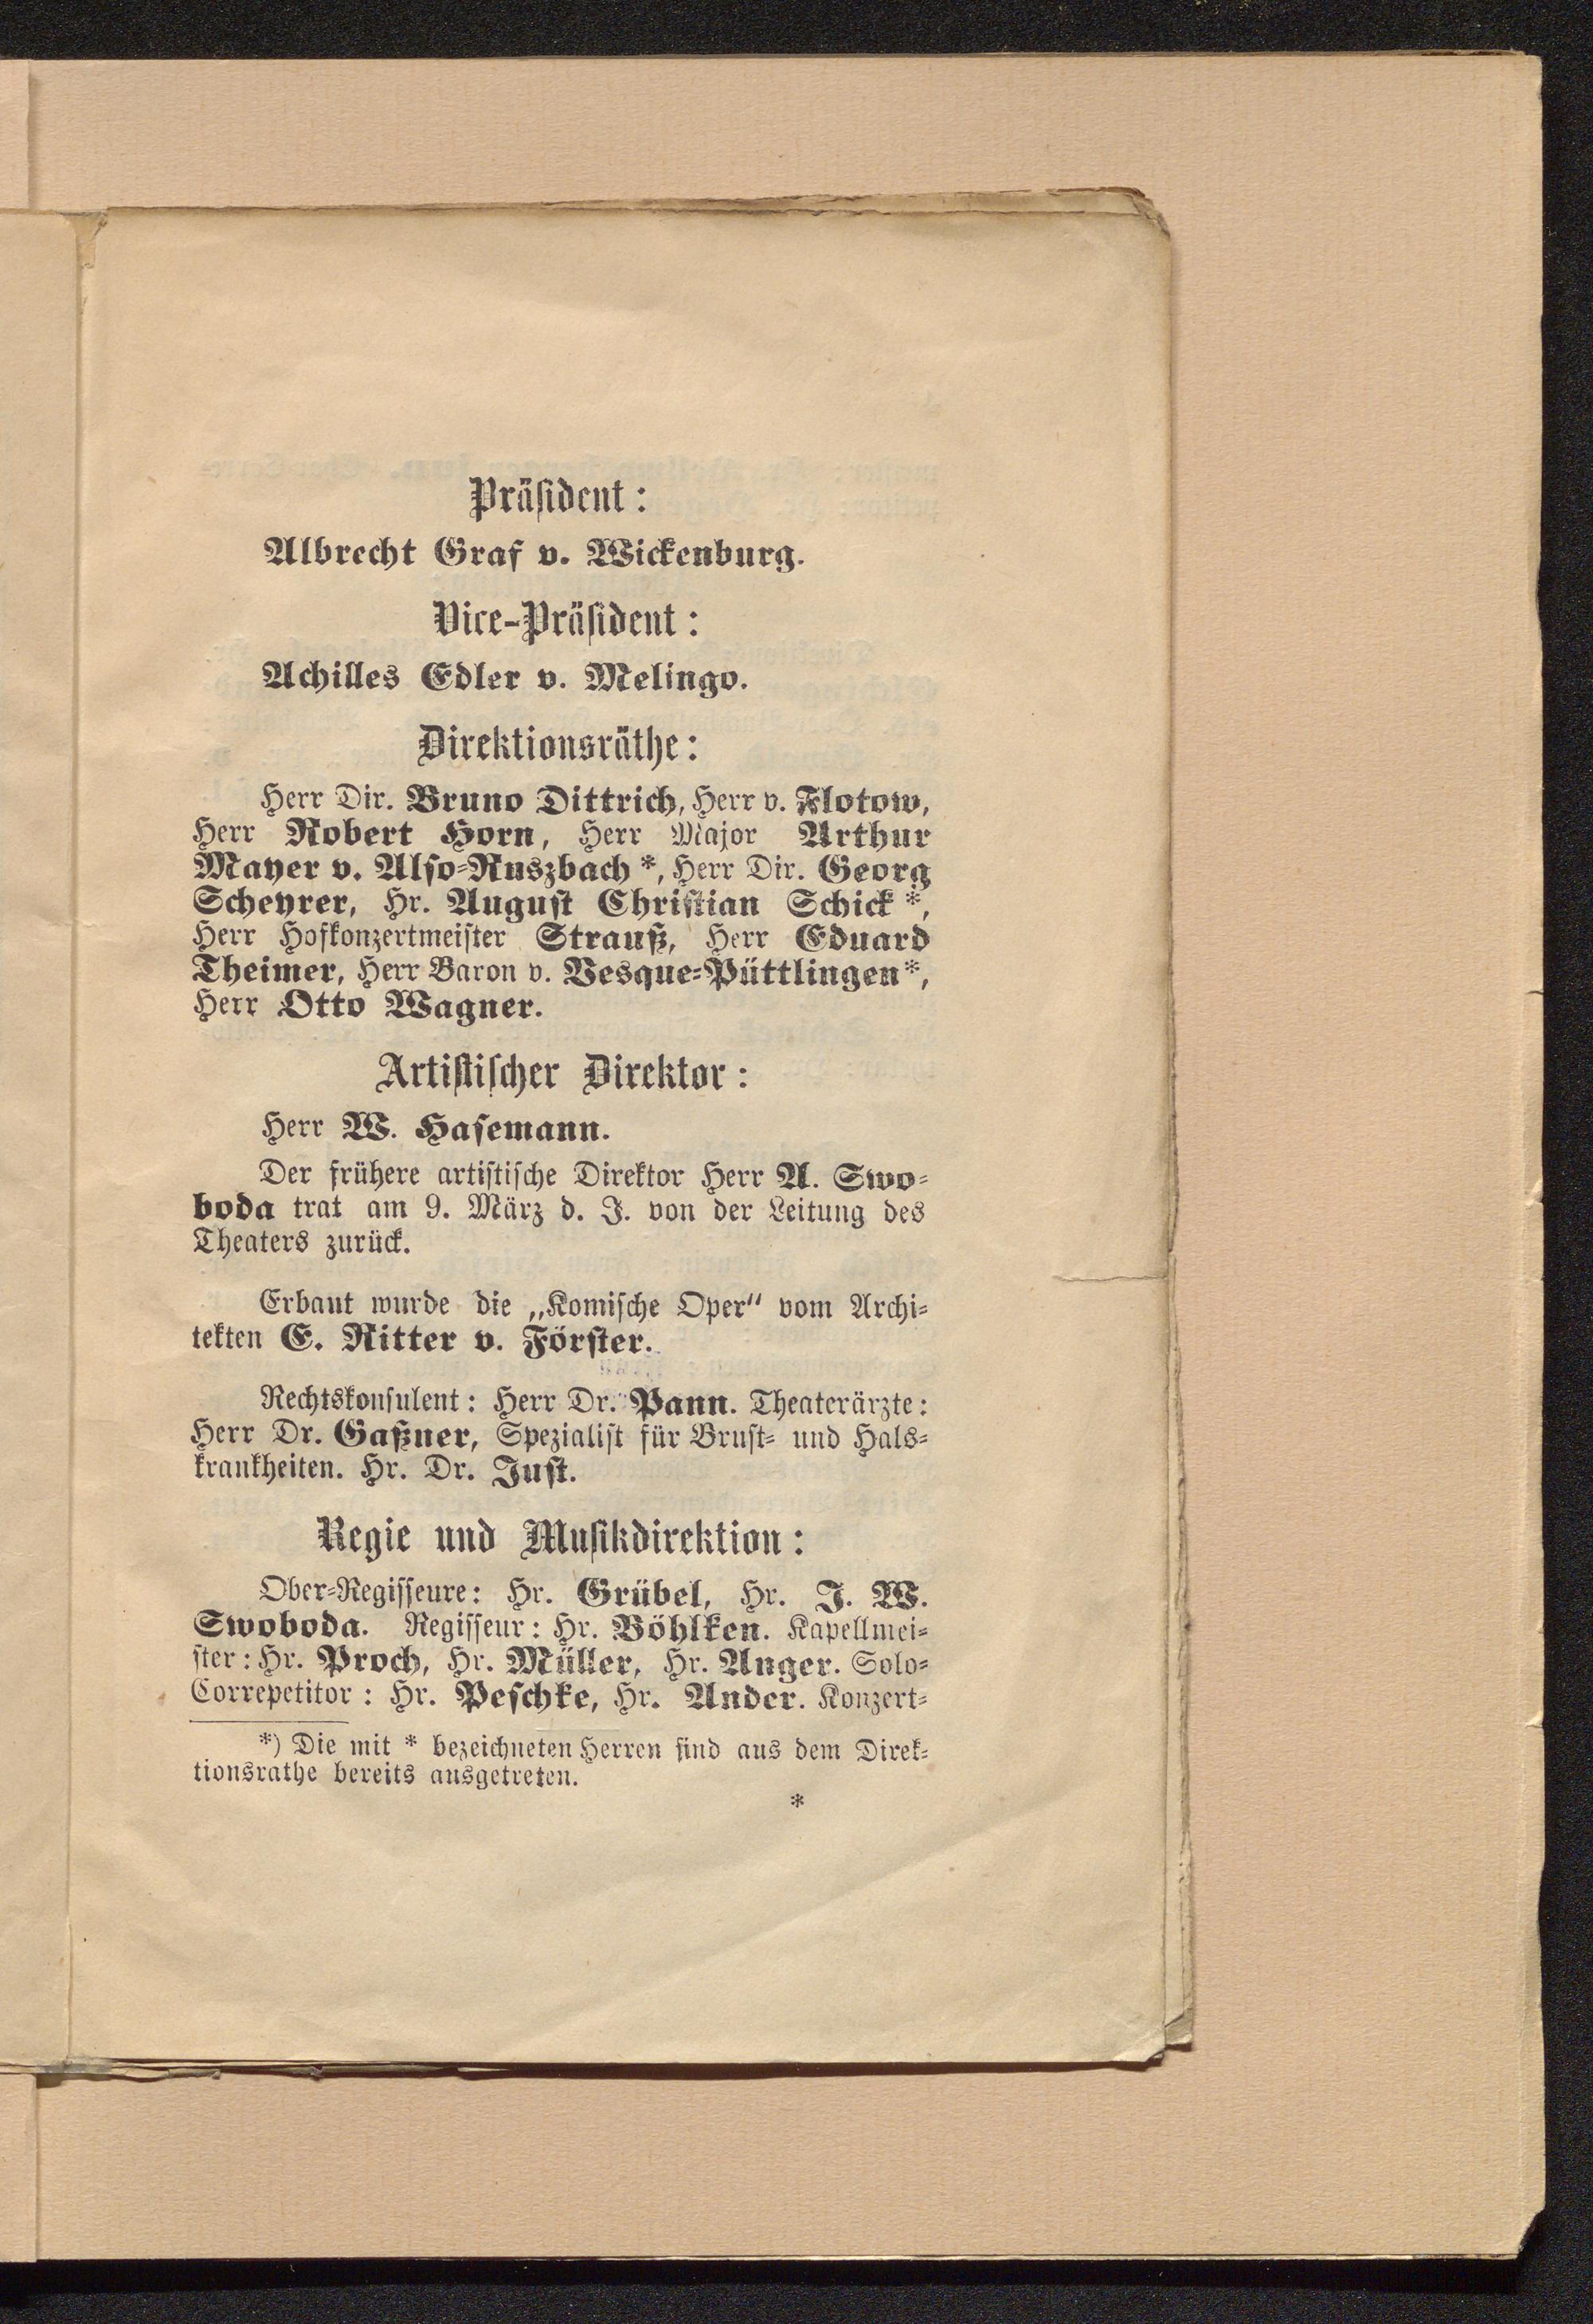 Präsident:
Albrecht Graf v. Wickenburg.
Vice-Präsident:
Achilles Edler v. Melingo.
Direktionsräthe:
Herr Dir. Bruno Dittrich, Herr v. Flotow,
Herr Robert Horn, Herr Major Arthur
Mayer v. Also-Ruszbach *, Herr Dir. Georg
Scheyrer, Hr. August Christian Schick *,
Herr Hofkonzertmeister Strauß, Herr Eduard
Theimer, Herr Baron v. Vesque-Püttlingen*,
Herr Otto Wagner.
Artistischer Direktor:
Herr W. Hasemann.
Der frühere artistische Direktor Herr A. Swo-
boda trat am 9. März d. J. von der Leitung des
Theaters zurück.
Erbaut wurde die „Komische Oper" vom Archi-
tekten E. Ritter v. Förster.
Rechtskonsulent: Herr Dr. Pann. Theaterärzte:
Herr Dr. Gaßner, Spezialist für Brust- und Hals-
krankheiten. Hr. Dr. Just.
Regie und Musikdirektion:
Ober-Regisseure: Hr. Grübel, Hr. J. W.
Swoboda. Regisseur: Hr. Böhlken. Kapellmei-
ster: Hr. Proch, Hr. Müller, Hr. Anger. Solo-
Correpetitor: Hr. Peschke, Hr. Ander. Konzert-
*) Die mit * bezeichneten Herren sind aus dem Direk-
tionsrathe bereits ausgetreten.
*